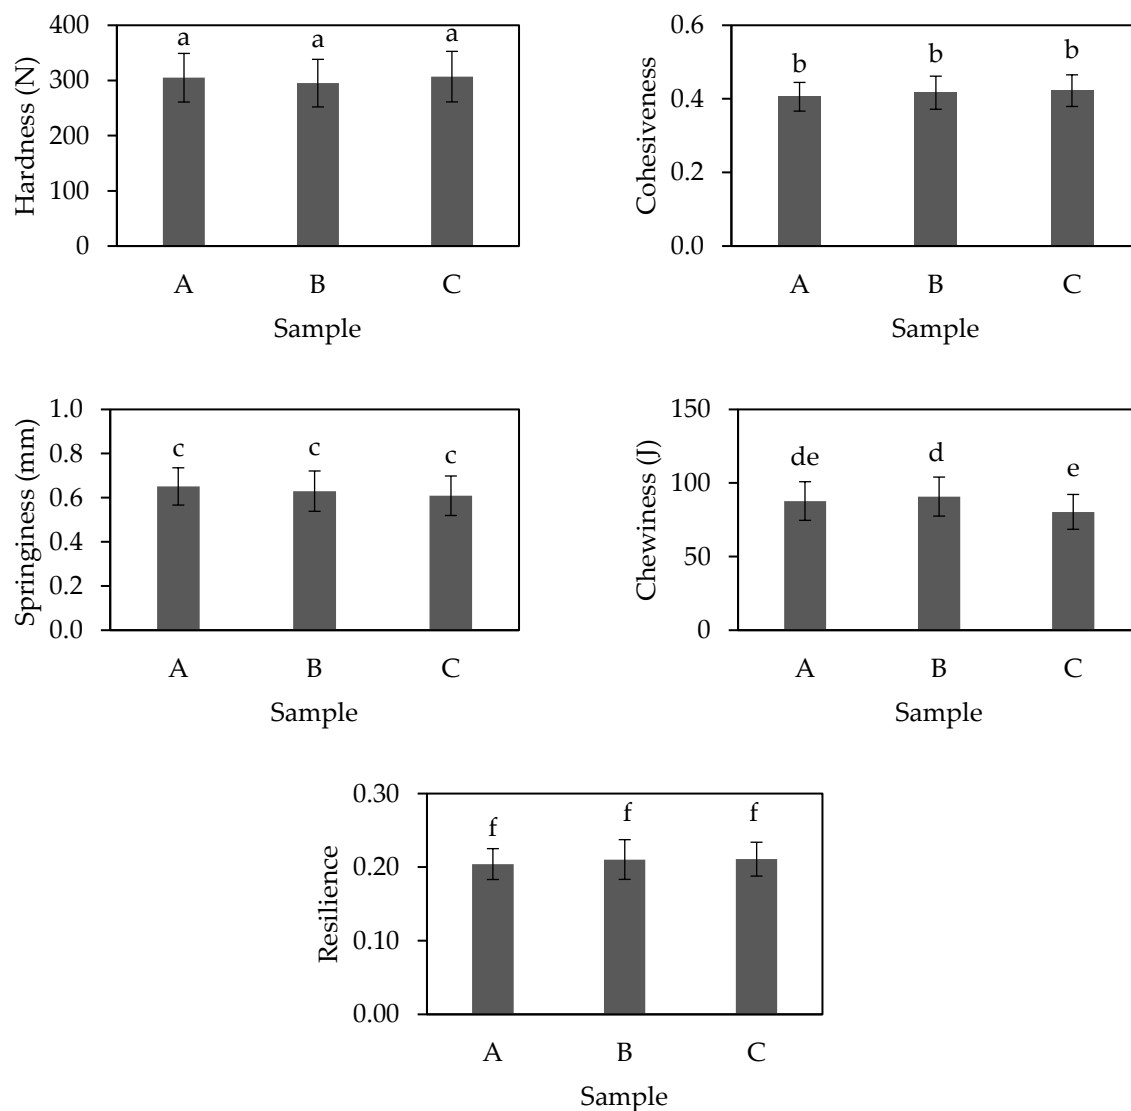 Hardness (N)
400
300
200
100
0
a
a
a
A
B
C
Sample
Cohesiveness
0.6
0.4
0.2
0.0
b
b
b
A
B
C
Sample
Springiness (mm)
1.0
0.8
0.6
0.4
0.2
0.0
c
c
c
A
B
C
Sample
Chewiness (J)
150
100
50
0
de
d
e
A
B
C
Sample
Resilience
0.30
0.20
0.10
0.00
f
f
f
A
B
C
Sample